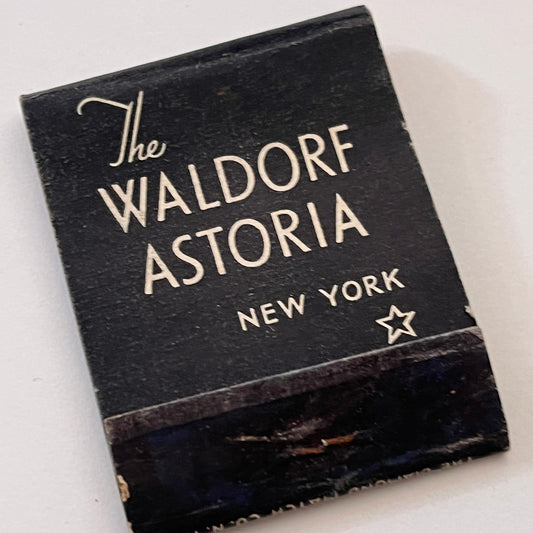 The
WALDORF
ASTORIA
NEW YORK